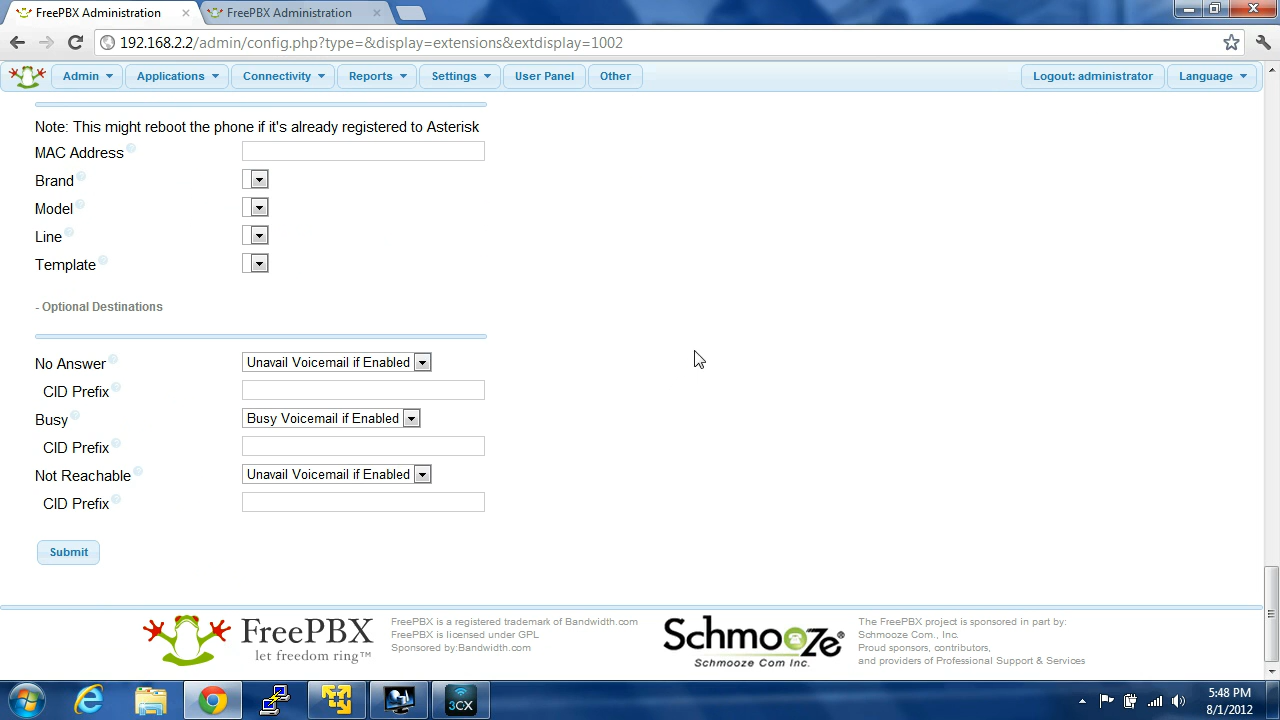 FreePBX Administration
FreePBX Administration
192.168.2.2/admin/config.php?type=&display=extensions&extdisplay=1002
Admin Applications Connectivity Reports Settings User Panel Other Logout: administrator Language
Note: This might reboot the phone if it's already registered to Asterisk
MAC Address
Brand
Model
Line
Template
- Optional Destinations
No Answer Unavail Voicemail if Enabled
CID Prefix
Busy Busy Voicemail if Enabled
CID Prefix
Not Reachable Unavail Voicemail if Enabled
CID Prefix
Submit
FreePBX
let freedom ring™
FreePBX is a registered trademark of Bandwidth.com
FreePBX is licensed under GPL
Sponsored by:Bandwidth.com
Schmooze®
Schmooze Com Inc.
The FreePBX project is sponsored in part by:
Schmooze Com., Inc.
Proud sponsors, contributors,
and providers of Professional Support & Services
3CX
5:48 PM
8/1/2012